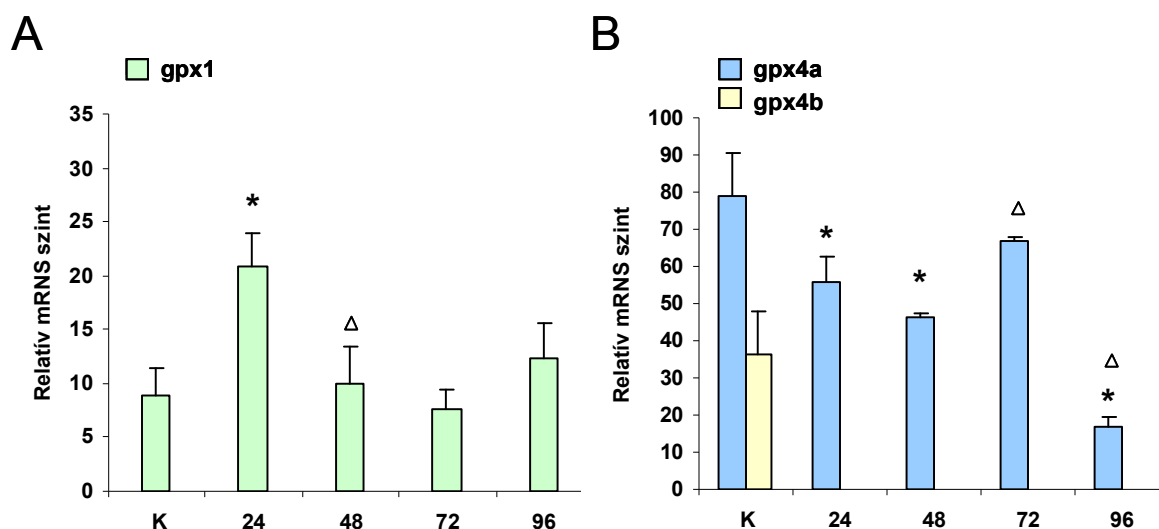 A
gpx1
35
30
25
20
15
10
5
0
Relatív mRNS szint
*
Δ
K 24 48 72 96
B
gpx4a
gpx4b
100
90
80
70
60
50
40
30
20
10
0
Relatív mRNS szint
*
*
Δ
Δ
*
K 24 48 72 96